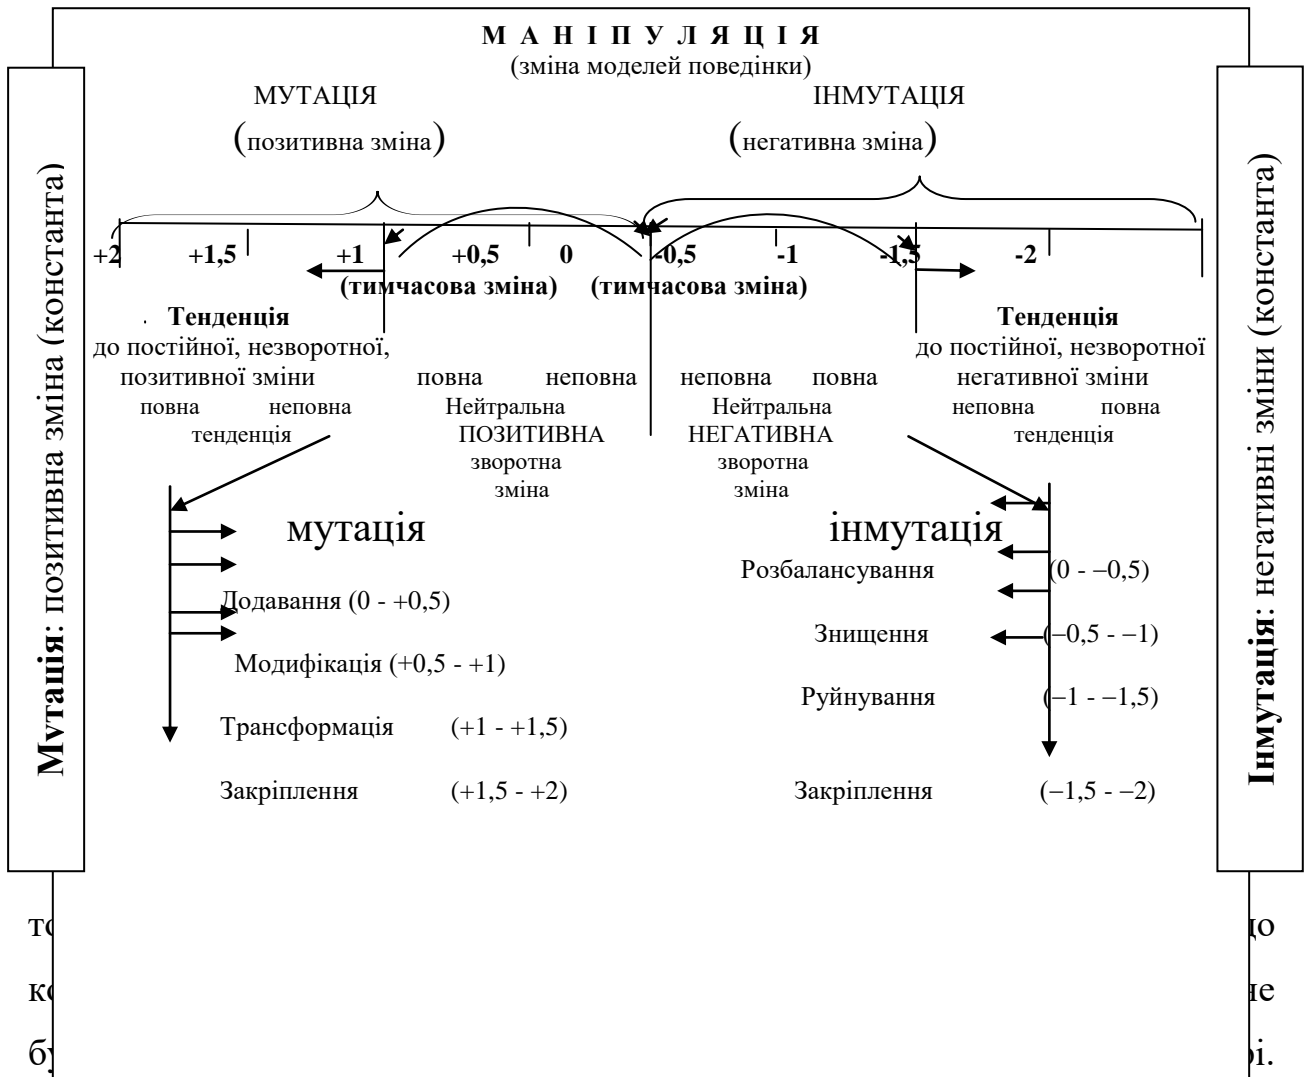 МАНІПУЛЯЦІЯ
(зміна моделей поведінки)
МУТАЦІЯ ІНМУТАЦІЯ
(позитивна зміна) (негативна зміна)
+2 +1,5 +1 +0,5 0 -0,5 -1 -1,5 -2
(тимчасова зміна) (тимчасова зміна)
. Тенденція Тенденція
до постійної, незворотної, до постійної, незворотної
позитивної зміни повна неповна неповна повна негативної зміни
повна неповна Нейтральна Нейтральна неповна повна
тенденція ПОЗИТИВНА НЕГАТИВНА тенденція
зворотна зворотна
зміна зміна
мутація інмутація
Розбалансування (0 - –0,5)
Додавання (0 - +0,5)
Знищення (–0,5 - –1)
Модифікація (+0,5 - +1)
Руйнування (–1 - –1,5)
Трансформація (+1 - +1,5)
Закріплення (+1,5 - +2) Закріплення (–1,5 - –2)
Мутація: позитивна зміна (константа)
Інмутація: негативні зміни (константа)